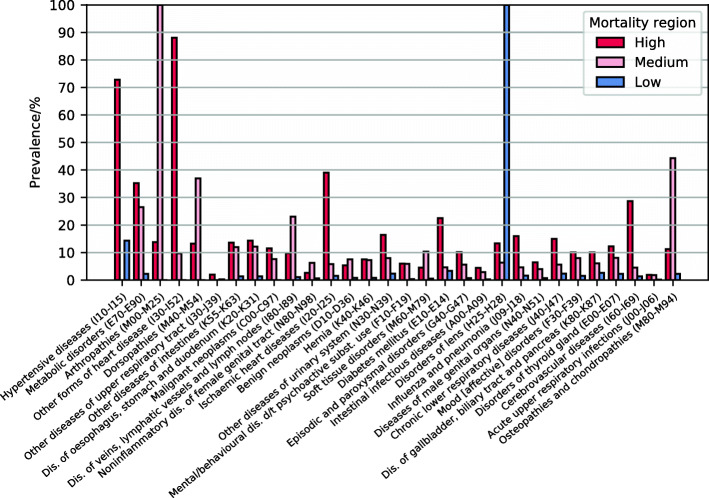 Prevalence/%
100
90
80
70
60
50
40
30
20
10
0
Mortality region
High
Medium
Low
Hypertensive diseases (I10-I15)
Metabolic disorders (E70-E90)
Arthropathies (M00-M25)
Other forms of heart disease (I30-I52)
Dorsopathies (M40-M54)
Other diseases of upper respiratory tract (J30-J39)
Other diseases of intestines (K55-K63)
Dis. of oesophagus, stomach and duodenum (K20-K31)
Malignant neoplasms (C00-C97)
Dis. of veins, lymphatic vessels and lymph nodes (I80-I89)
Noninflammatory dis. of female genital tract (N80-N98)
Ischaemic heart diseases (I20-I25)
Benign neoplasms (D10-D36)
Hernia (K40-K46)
Other diseases of urinary system (N30-N39)
Mental/behavioural dis. d/t psychoactive subst. use (F10-F19)
Soft tissue disorders (M60-M79)
Diabetes mellitus (E10-E14)
Episodic and paroxysmal disorders (G40-G47)
Intestinal infectious diseases (A00-A09)
Disorders of lens (H25-H28)
Influenza and pneumonia (J09-J18)
Diseases of male genital organs (N40-N51)
Chronic lower respiratory diseases (J40-J47)
Mood [affective] disorders (F30-F39)
Dis. of gallbladder, biliary tract and pancreas (K80-K87)
Disorders of thyroid gland (E00-E07)
Cerebrovascular diseases (I60-I69)
Acute upper respiratory infections (J00-J06)
Osteopathies and chondropathies (M80-M94)